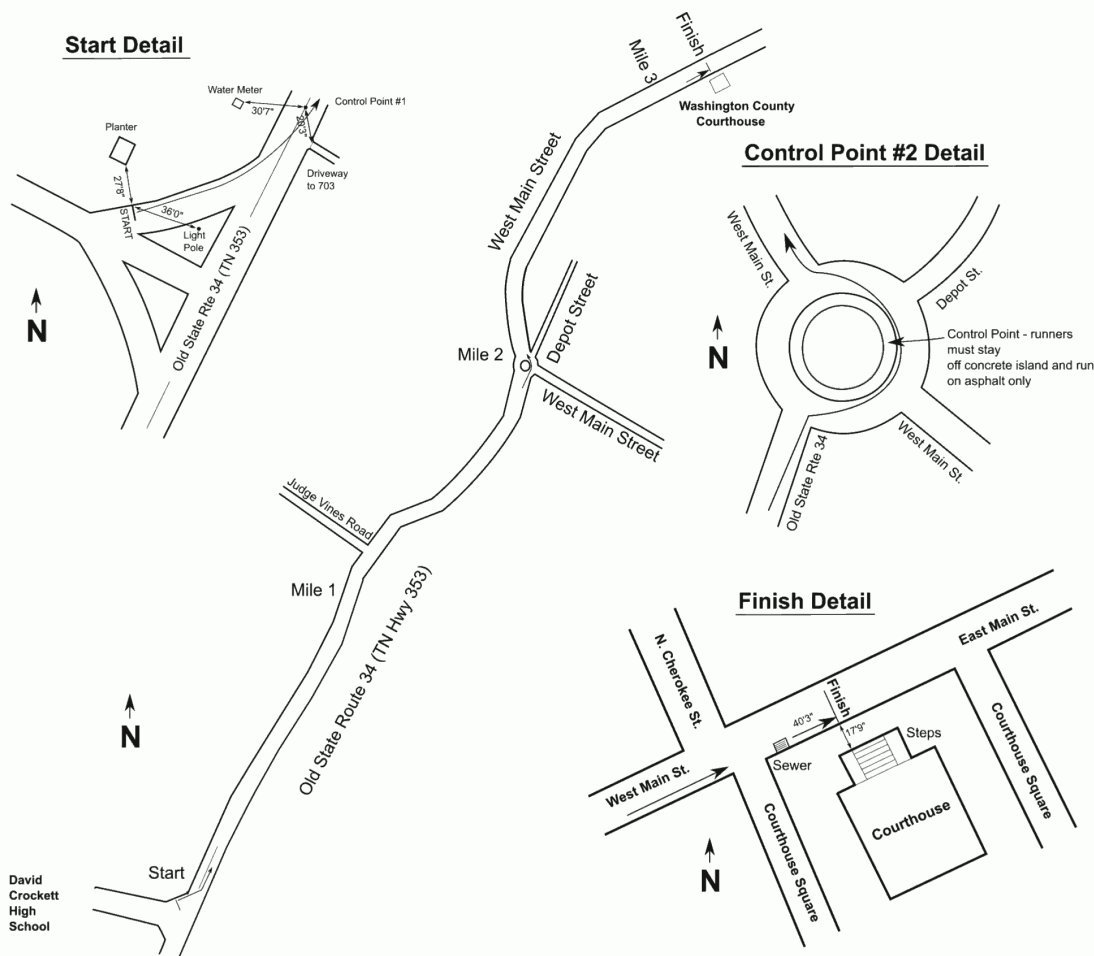 Start Detail
Water Meter
30'7"
Control Point #1
26'3"
Planter
27'8"
START
36'0"
Light
Pole
Driveway
to 703
Old State Rte 34 (TN 353)
N
Finish
Mile 3
Washington County
Courthouse
West Main Street
Depot Street
Mile 2
West Main Street
Judge Vines Road
Mile 1
Old State Route 34 (TN Hwy 353)
N
Start
David
Crockett
High
School
Control Point #2 Detail
West Main St.
Depot St.
N
Control Point - runners
must stay
off concrete island and run
on asphalt only
Old State Rte 34
West Main St.
Finish Detail
N. Cherokee St.
East Main St.
Finish
40'3"
17'9"
Steps
Sewer
West Main St.
Courthouse
Courthouse Square
Courthouse Square
N